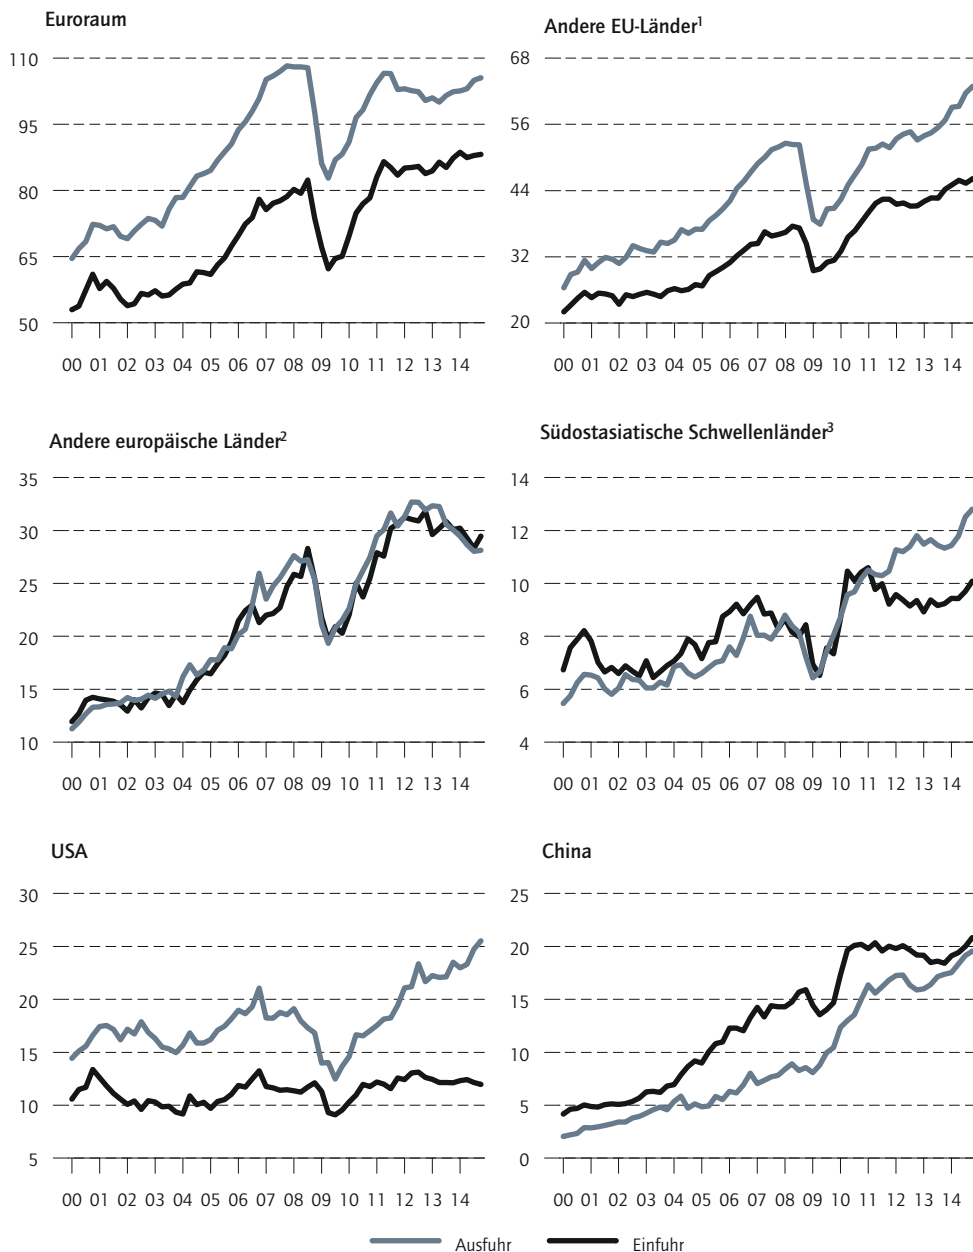 Euroraum
110
95
80
65
50
00 01 02 03 04 05 06 07 08 09 10 11 12 13 14
Andere EU-Länder¹
68
56
44
32
20
00 01 02 03 04 05 06 07 08 09 10 11 12 13 14
Andere europäische Länder²
35
30
25
20
15
10
00 01 02 03 04 05 06 07 08 09 10 11 12 13 14
Südostasiatische Schwellenländer³
14
12
10
8
6
4
00 01 02 03 04 05 06 07 08 09 10 11 12 13 14
USA
30
25
20
15
10
5
00 01 02 03 04 05 06 07 08 09 10 11 12 13 14
China
25
20
15
10
5
0
00 01 02 03 04 05 06 07 08 09 10 11 12 13 14
Ausfuhr Einfuhr